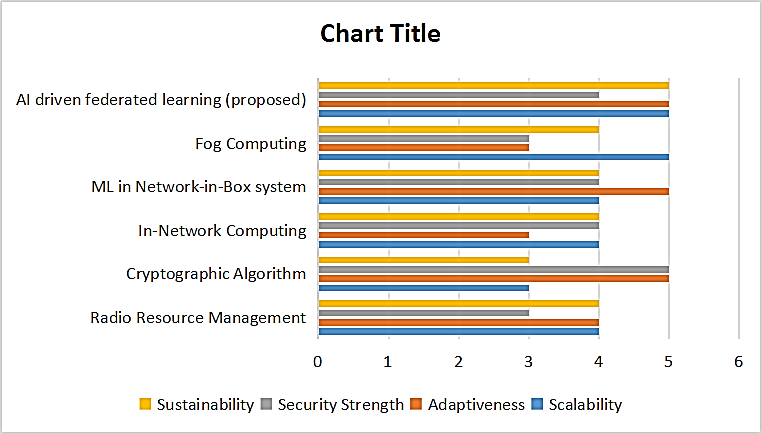 Chart Title
AI driven federated learning (proposed)
Fog Computing
ML in Network-in-Box system
In-Network Computing
Cryptographic Algorithm
Radio Resource Management
0 1 2 3 4 5 6
Sustainability Security Strength Adaptiveness Scalability